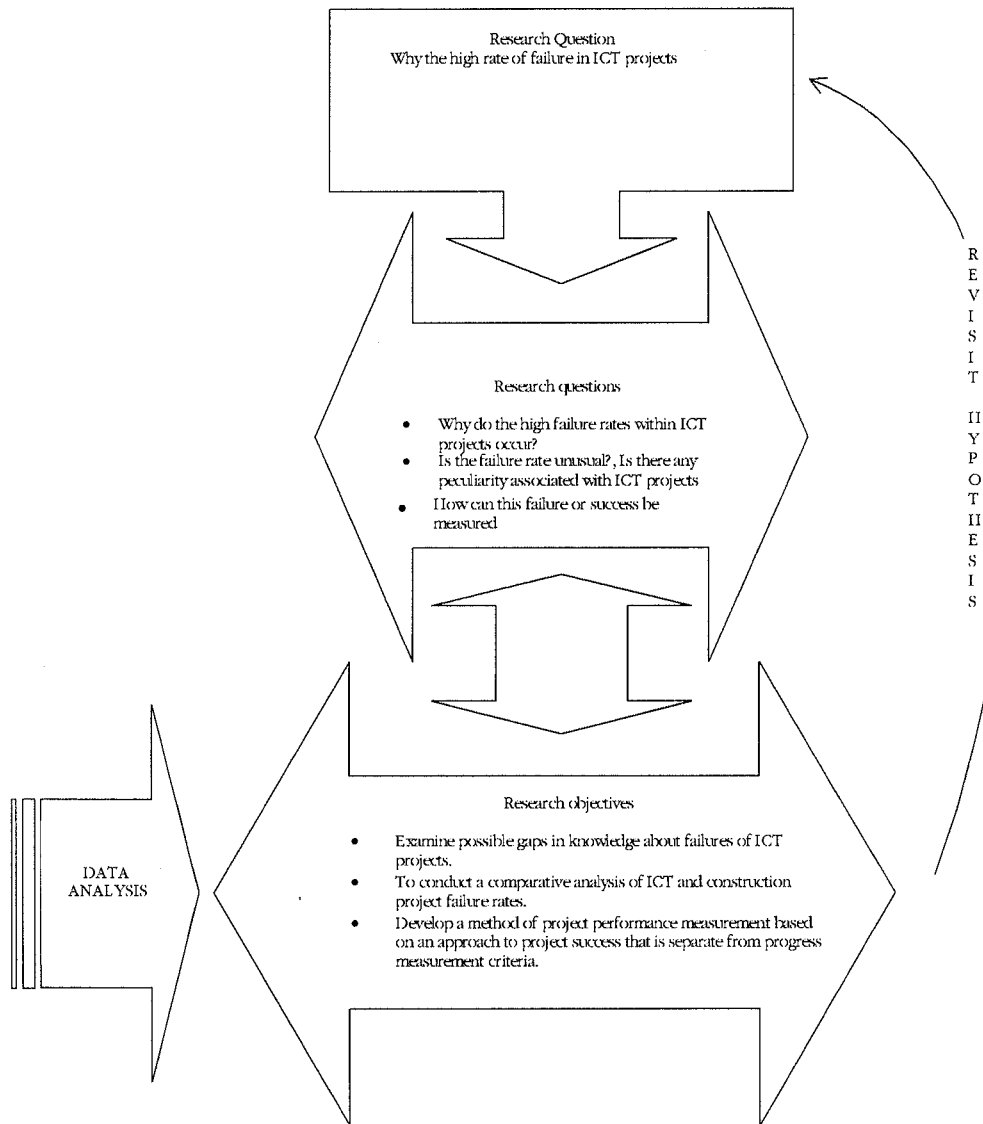 Research Question
Why the high rate of failure in ICT projects
Research questions
• Why do the high failure rates within ICT
projects occur?
• Is the failure rate unusual?, Is there any
peculiarity associated with ICT projects
• How can this failure or success be
measured
REVISIT HYPOTHESIS
Research objectives
• Examine possible gaps in knowledge about failures of ICT
projects.
• To conduct a comparative analysis of ICT and construction
project failure rates.
• Develop a method of project performance measurement based
on an approach to project success that is separate from progress
measurement criteria.
DATA
ANALYSIS